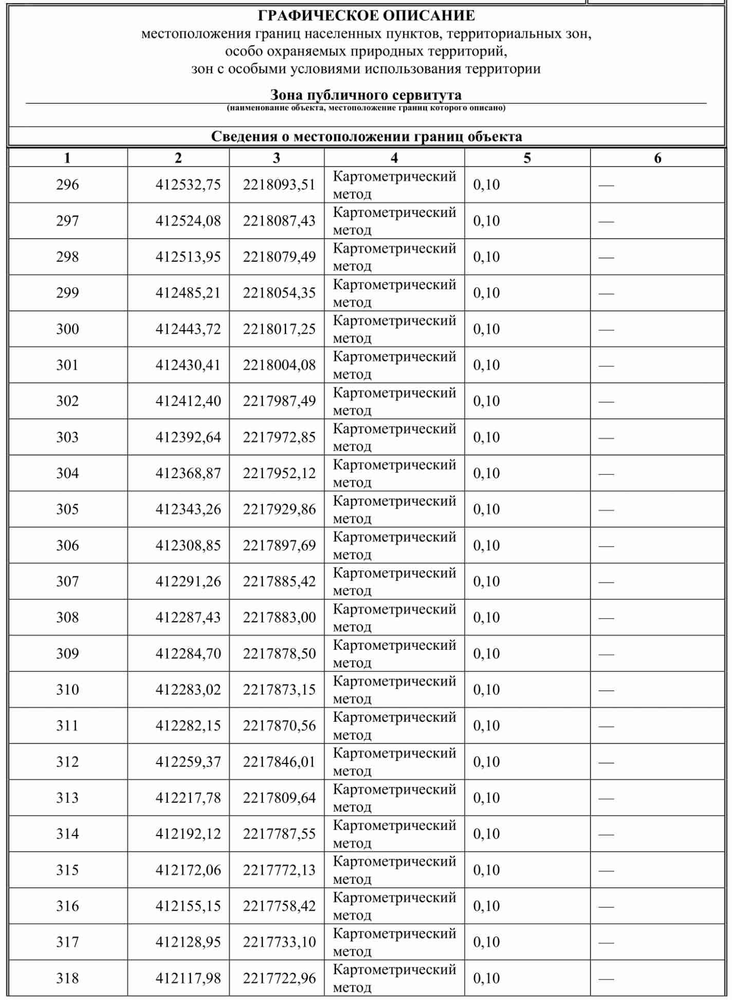 ГРАФИЧЕСКОЕ ОПИСАНИЕ
местоположения границ населенных пунктов, территориальных зон,
особо охраняемых природных территорий,
зон с особыми условиями использования территории
Зона публичного сервитута
(наименование объекта, местоположение границ которого описано)
Сведения о местоположении границ объекта
1 2 3 4 5 6
296 412532,75 2218093,51 Картометрический метод 0,10 —
297 412524,08 2218087,43 Картометрический метод 0,10 —
298 412513,95 2218079,49 Картометрический метод 0,10 —
299 412485,21 2218054,35 Картометрический метод 0,10 —
300 412443,72 2218017,25 Картометрический метод 0,10 —
301 412430,41 2218004,08 Картометрический метод 0,10 —
302 412412,40 2217987,49 Картометрический метод 0,10 —
303 412392,64 2217972,85 Картометрический метод 0,10 —
304 412368,87 2217952,12 Картометрический метод 0,10 —
305 412343,26 2217929,86 Картометрический метод 0,10 —
306 412308,85 2217897,69 Картометрический метод 0,10 —
307 412291,26 2217885,42 Картометрический метод 0,10 —
308 412287,43 2217883,00 Картометрический метод 0,10 —
309 412284,70 2217878,50 Картометрический метод 0,10 —
310 412283,02 2217873,15 Картометрический метод 0,10 —
311 412282,15 2217870,56 Картометрический метод 0,10 —
312 412259,37 2217846,01 Картометрический метод 0,10 —
313 412217,78 2217809,64 Картометрический метод 0,10 —
314 412192,12 2217787,55 Картометрический метод 0,10 —
315 412172,06 2217772,13 Картометрический метод 0,10 —
316 412155,15 2217758,42 Картометрический метод 0,10 —
317 412128,95 2217733,10 Картометрический метод 0,10 —
318 412117,98 2217722,96 Картометрический метод 0,10 —